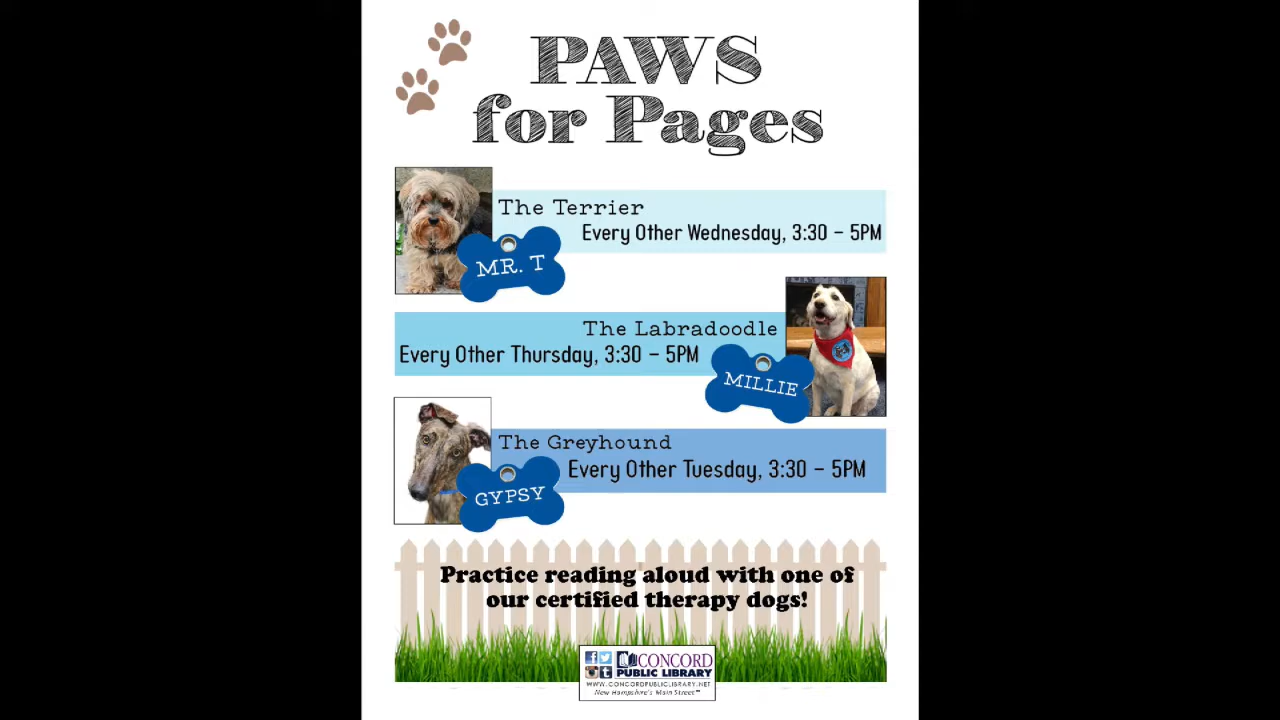 PAWS
for Pages
The Terrier
Every Other Wednesday, 3:30 - 5PM
MR. T
The Labradoodle
Every Other Thursday, 3:30 - 5PM
MILLIE
The Greyhound
Every Other Tuesday, 3:30 - 5PM
GYPSY
Practice reading aloud with one of
our certified therapy dogs!
CONCORD
PUBLIC LIBRARY
WWW.CONCORDPUBLICLIBRARY.NET
New Hampshire's Main Street™